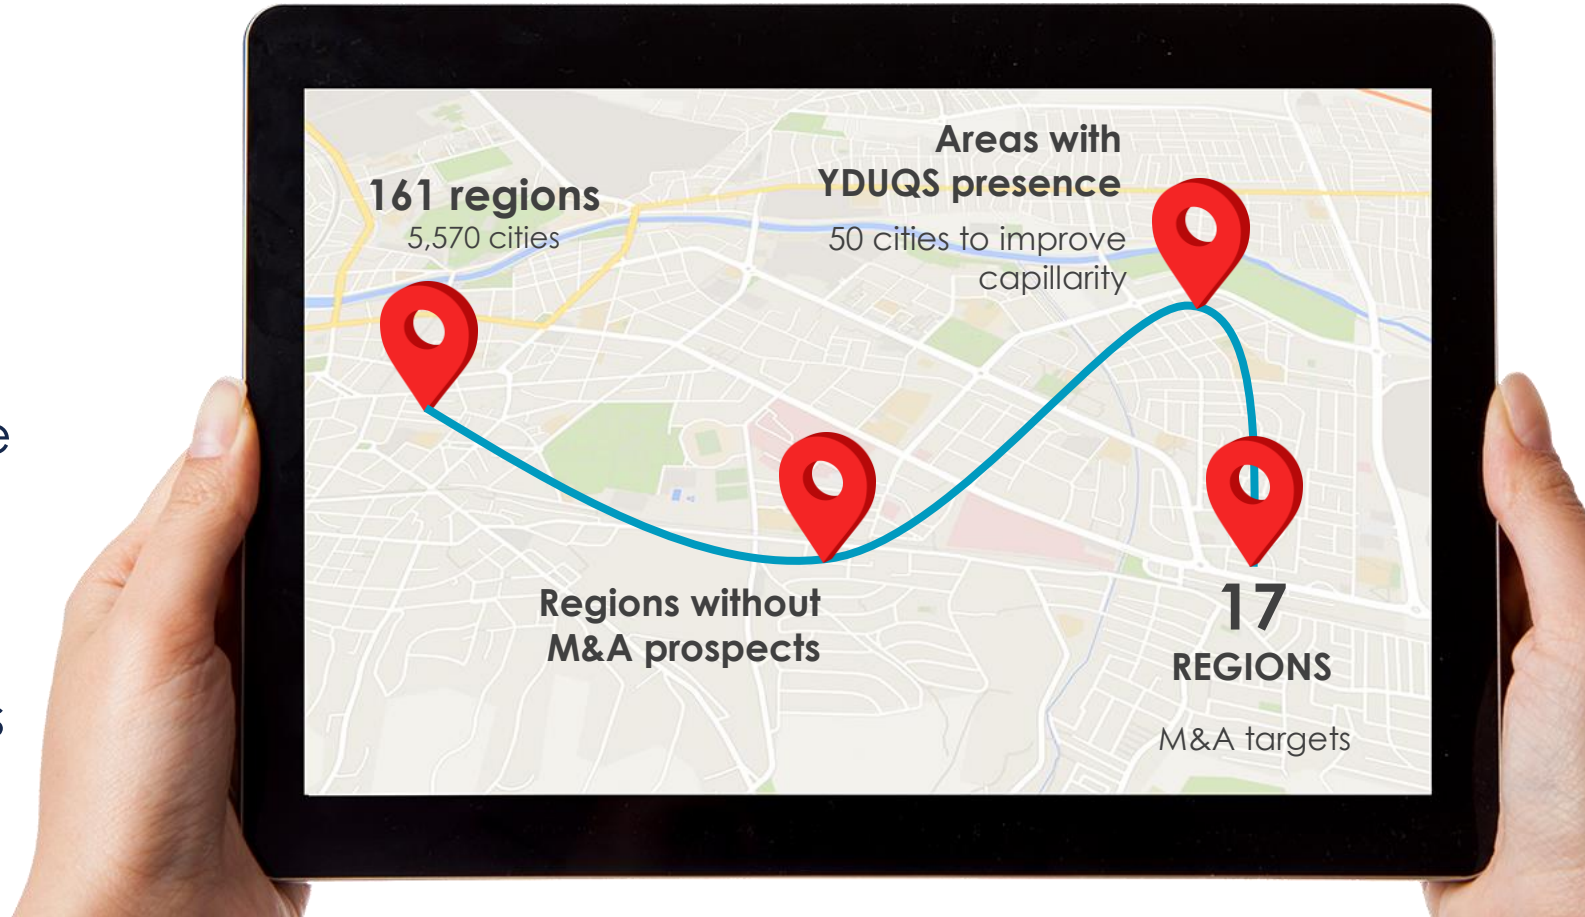 161 regions
5,570 cities
Regions without
M&A prospects
Areas with
YDUQS presence
50 cities to improve
capillarity
17
REGIONS
M&A targets